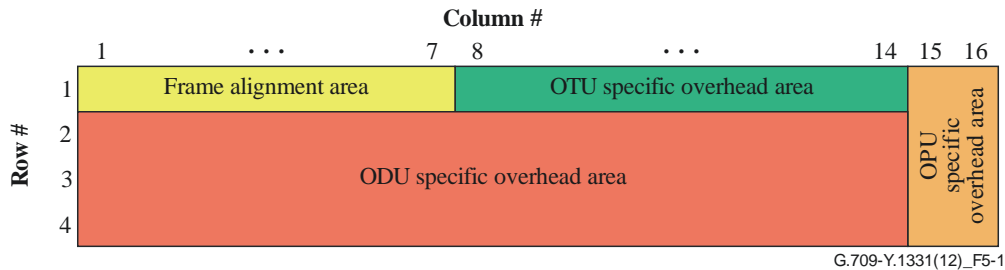 Column #
1 ... 7 8 ... 14 15 16
Row #
1 Frame alignment area OTU specific overhead area
2
3 ODU specific overhead area
4
OPU
specific
overhead area
G.709-Y.1331(12)_F5-1